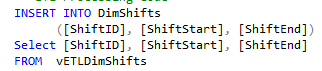 INSERT INTO DimShifts
([ShiftID], [ShiftStart], [ShiftEnd])
Select [ShiftID], [ShiftStart], [ShiftEnd]
FROM vETLDimShifts